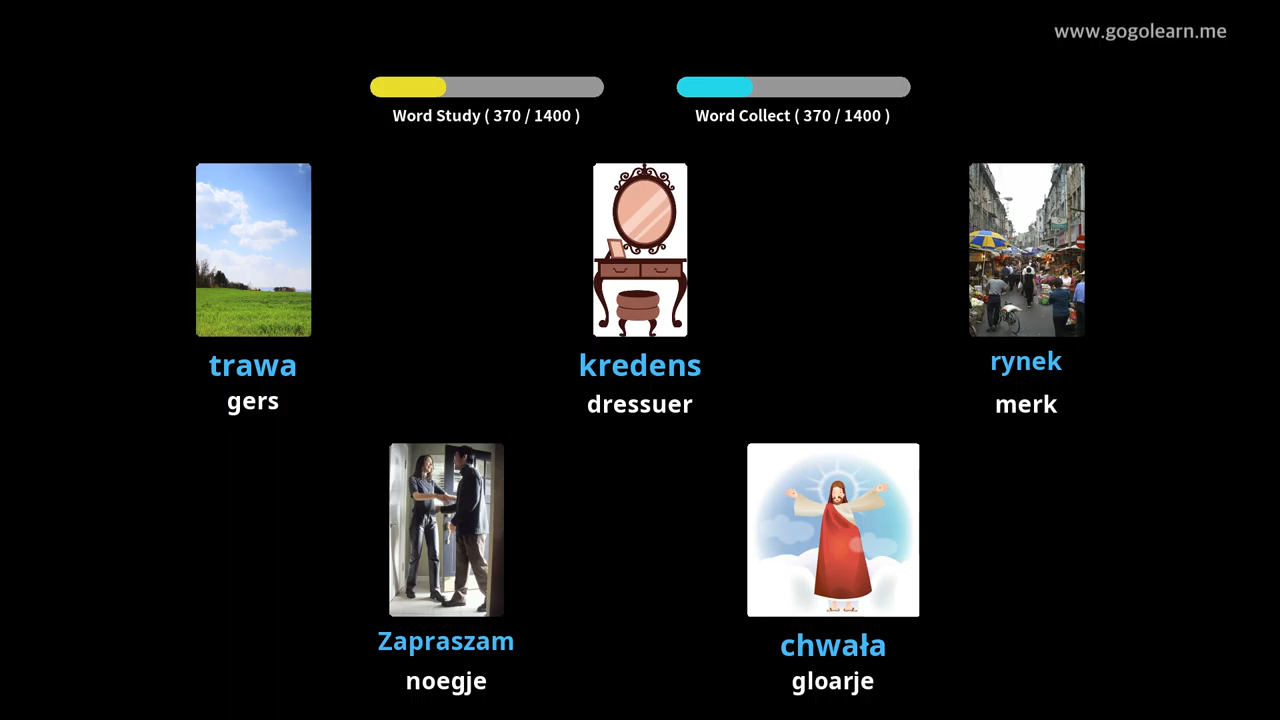 www.gogolearn.me
Word Study ( 370 / 1400 )
Word Collect ( 370 / 1400 )
trawa
gers
kredens
dressuer
rynek
merk
Zapraszam
noegje
chwała
gloarje